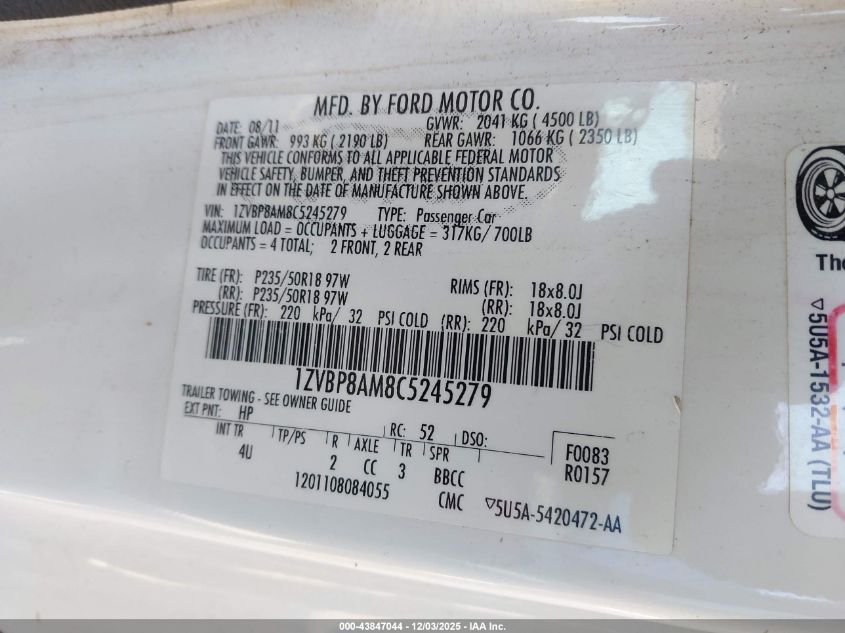 MFD. BY FORD MOTOR CO.
DATE: 08/11 GVWR: 2041 KG ( 4500 LB)
FRONT GAWR: 993 KG ( 2190 LB) REAR GAWR: 1066 KG ( 2350 LB)
THIS VEHICLE CONFORMS TO ALL APPLICABLE FEDERAL MOTOR
VEHICLE SAFETY, BUMPER, AND THEFT PREVENTION STANDARDS
IN EFFECT ON THE DATE OF MANUFACTURE SHOWN ABOVE.
VIN: 1ZVBP8AM8C5245279 TYPE: Passenger Car
MAXIMUM LOAD = OCCUPANTS + LUGGAGE = 317KG/ 700LB
OCCUPANTS = 4 TOTAL; 2 FRONT, 2 REAR
TIRE (FR): P235/50R18 97W RIMS (FR): 18x8.0J
(RR): P235/50R18 97W (RR): 18x8.0J
PRESSURE (FR): 220 kPa/ 32 PSI COLD (RR): 220 kPa/ 32 PSI COLD
1ZVBP8AM8C5245279
TRAILER TOWING - SEE OWNER GUIDE
EXT PNT: HP RC: 52 DSO:
INT TR TP/PS R AXLE TR SPR F0083
4U 2 CC 3 BBCC R0157
1201108084055 CMC ▽5U5A-5420472-AA
The
▽5U5A-1532-AA (TLU)
000-43847044 - 12/03/2025 - IAA Inc.